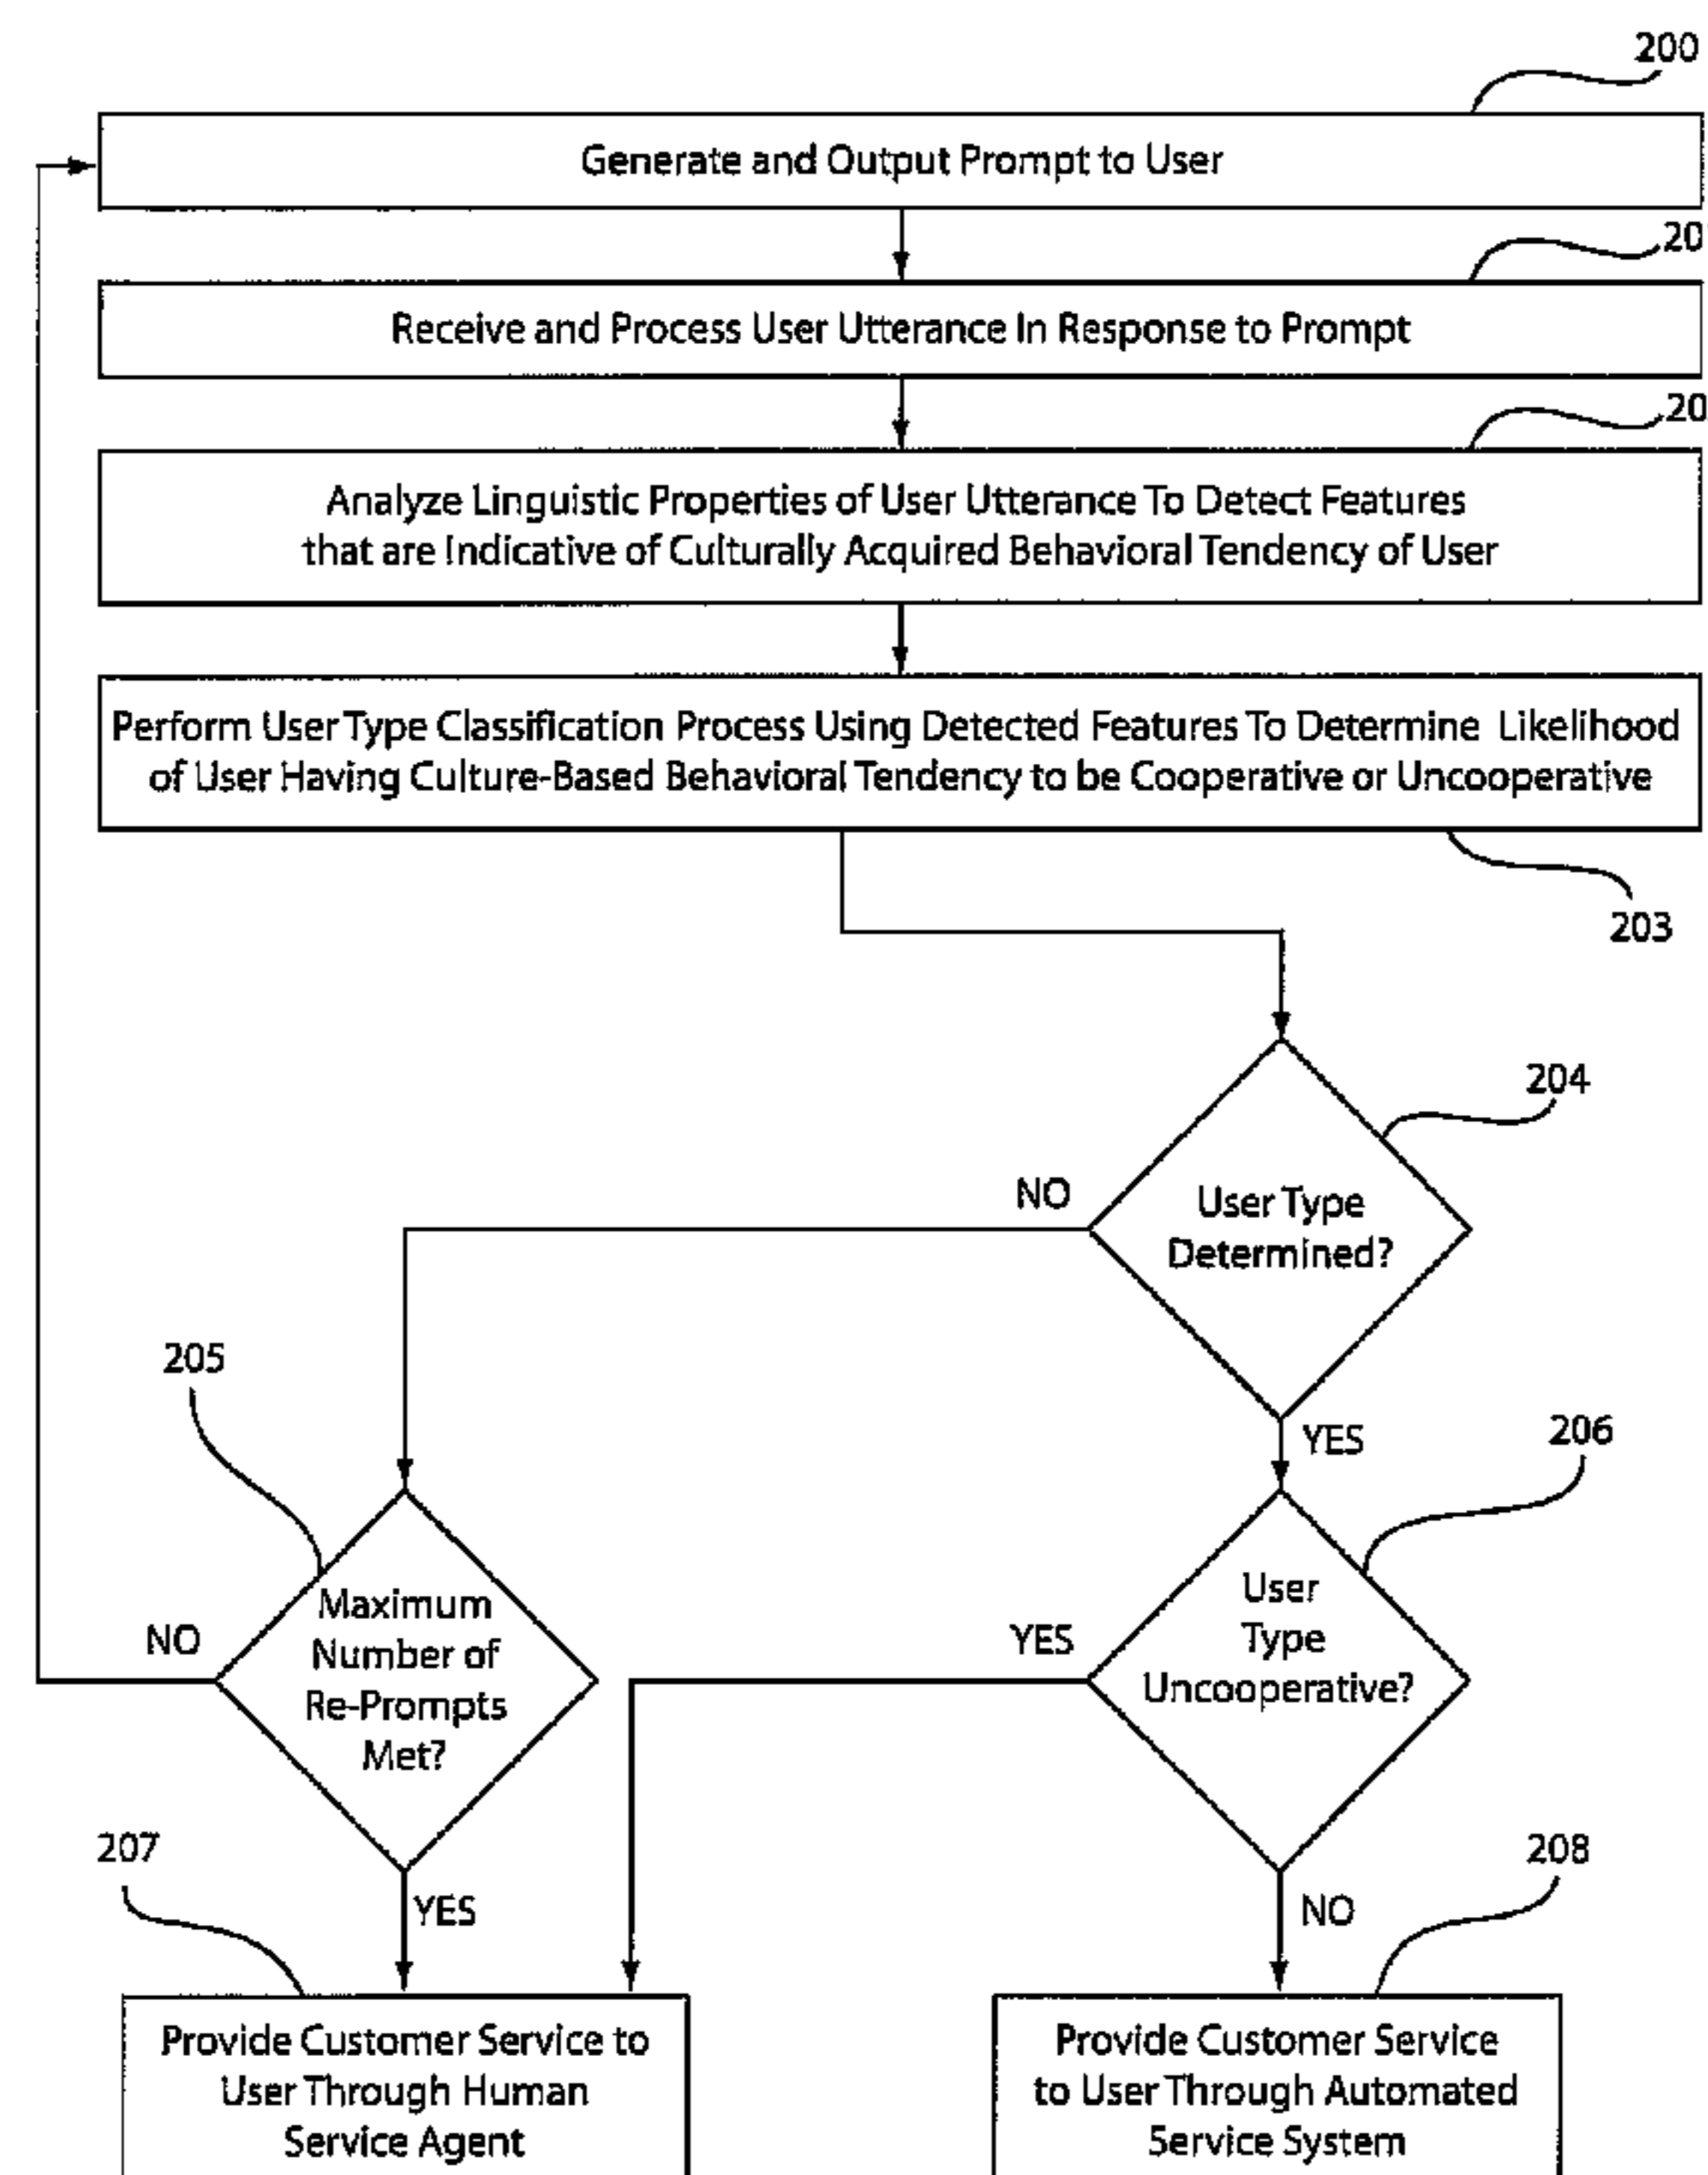 200
Generate and Output Prompt to User
20
Receive and Process User Utterance In Response to Prompt
20
Analyze Linguistic Properties of User Utterance To Detect Features
that are Indicative of Culturally Acquired Behavioral Tendency of User
Perform User Type Classification Process Using Detected Features To Determine Likelihood
of User Having Culture-Based Behavioral Tendency to be Cooperative or Uncooperative
203
204
NO
User Type
Determined?
205
YES
206
Maximum
Number of
Re-Prompts
Met?
NO
YES
User
Type
Uncooperative?
207
YES
208
NO
Provide Customer Service to
User Through Human
Service Agent
Provide Customer Service
to User Through Automated
Service System